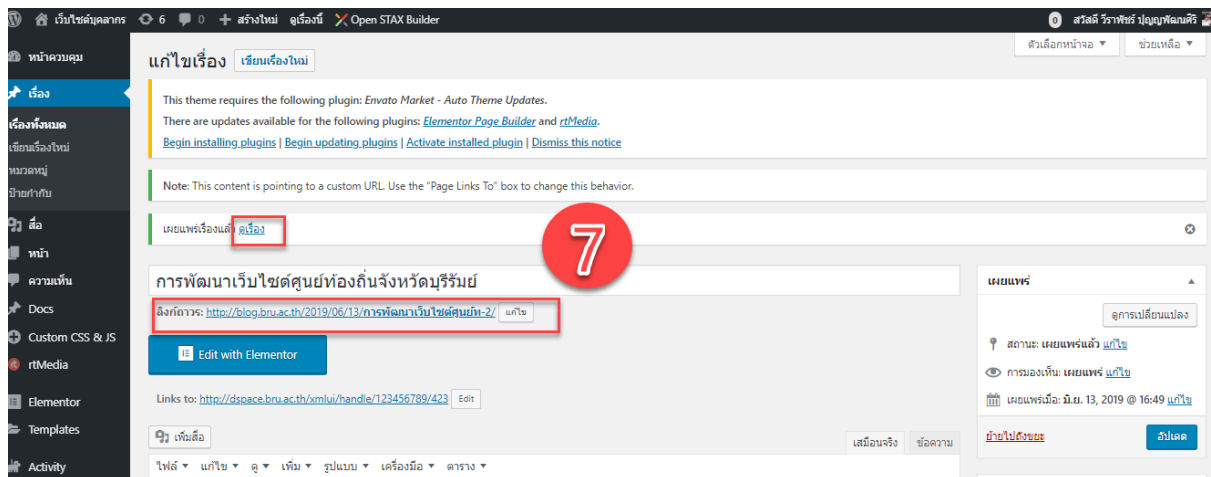 เว็บไซต์บุคลากร 6 0 สร้างใหม่ ดูเรื่องนี้ Open STAX Builder 0 สวัสดี วีราพัชร์ ปุญญพัฒนศิริ
ตัวเลือกหน้าจอ ช่วยเหลือ
หน้าควบคุม
เรื่อง
เรื่องทั้งหมด
เขียนเรื่องใหม่
หมวดหมู่
ป้ายกำกับ
สื่อ
หน้า
ความเห็น
Docs
Custom CSS & JS
rtMedia
Elementor
Templates
Activity
แก้ไขเรื่อง เขียนเรื่องใหม่
This theme requires the following plugin: Envato Market - Auto Theme Updates.
There are updates available for the following plugins: Elementor Page Builder and rtMedia.
Begin installing plugins | Begin updating plugins | Activate installed plugin | Dismiss this notice
Note: This content is pointing to a custom URL. Use the "Page Links To" box to change this behavior.
เผยแพร่เรื่องแล้ว ดูเรื่อง
7
การพัฒนาเว็บไซต์ศูนย์ท้องถิ่นจังหวัดบุรีรัมย์
ลิงก์ถาวร: http://blog.bru.ac.th/2019/06/13/การพัฒนาเว็บไซต์ศูนย์ท-2/ แก้ไข
Edit with Elementor
Links to: http://dspace.bru.ac.th/xmlui/handle/123456789/423 Edit
เพิ่มสื่อ เสมือนจริง ข้อความ
ไฟล์ แก้ไข ดู เพิ่ม รูปแบบ เครื่องมือ ตาราง
เผยแพร่
ดูการเปลี่ยนแปลง
สถานะ: เผยแพร่แล้ว แก้ไข
การมองเห็น: เผยแพร่ แก้ไข
เผยแพร่เมื่อ: มิ.ย. 13, 2019 @ 16:49 แก้ไข
ย้ายไปถังขยะ อัปเดต